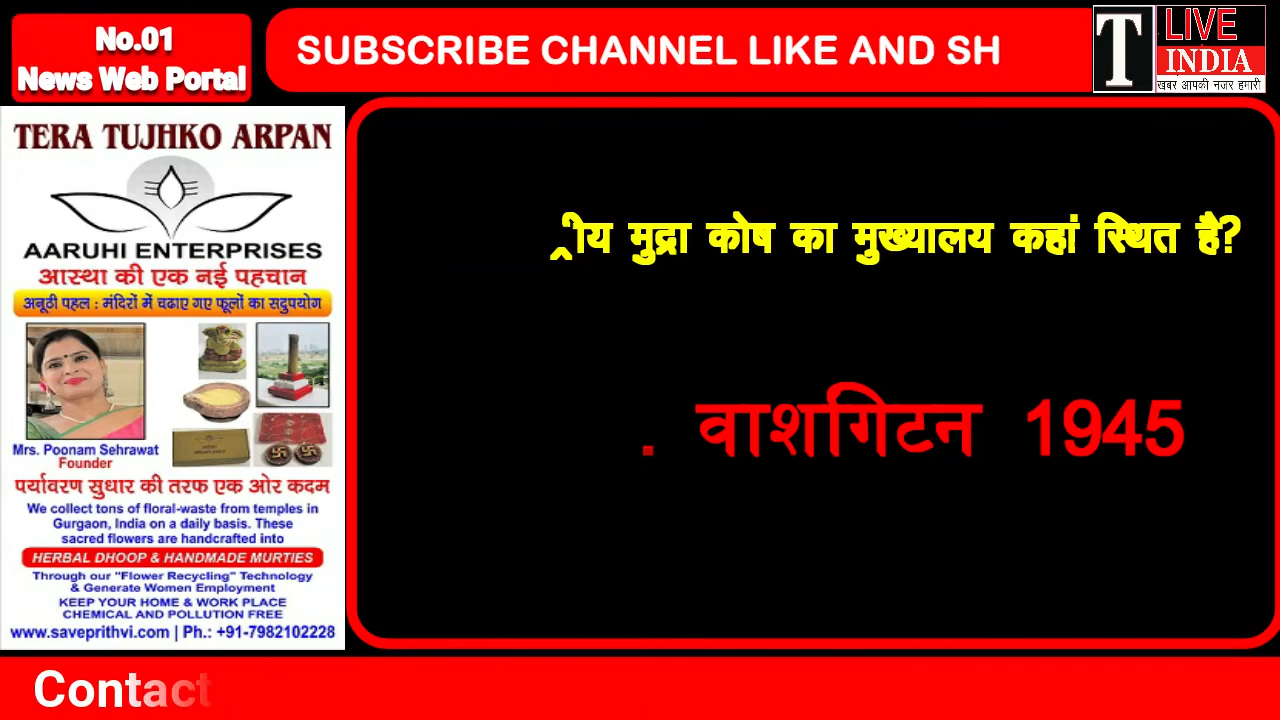 No.01
News Web Portal
SUBSCRIBE CHANNEL LIKE AND SH
T LIVE
INDIA
खबर आपकी नजर हमारी
TERA TUJHKO ARPAN
AARUHI ENTERPRISES
आस्था की एक नई पहचान
अनूठी पहल : मंदिरों में चढाए गए फूलों का सदुपयोग
Mrs. Poonam Sehrawat
Founder
पर्यावरण सुधार की तरफ एक ओर कदम
We collect tons of floral-waste from temples in
Gurgaon, India on a daily basis. These
sacred flowers are handcrafted into
HERBAL DHOOP & HANDMADE MURTIES
Through our "Flower Recycling" Technology
& Generate Women Employment
KEEP YOUR HOME & WORK PLACE
CHEMICAL AND POLLUTION FREE
www.saveprithvi.com | Ph.: +91-7982102228
मुद्रा कोष का मुख्यालय कहां स्थित है?
. वाशगिटन 1945
Contact